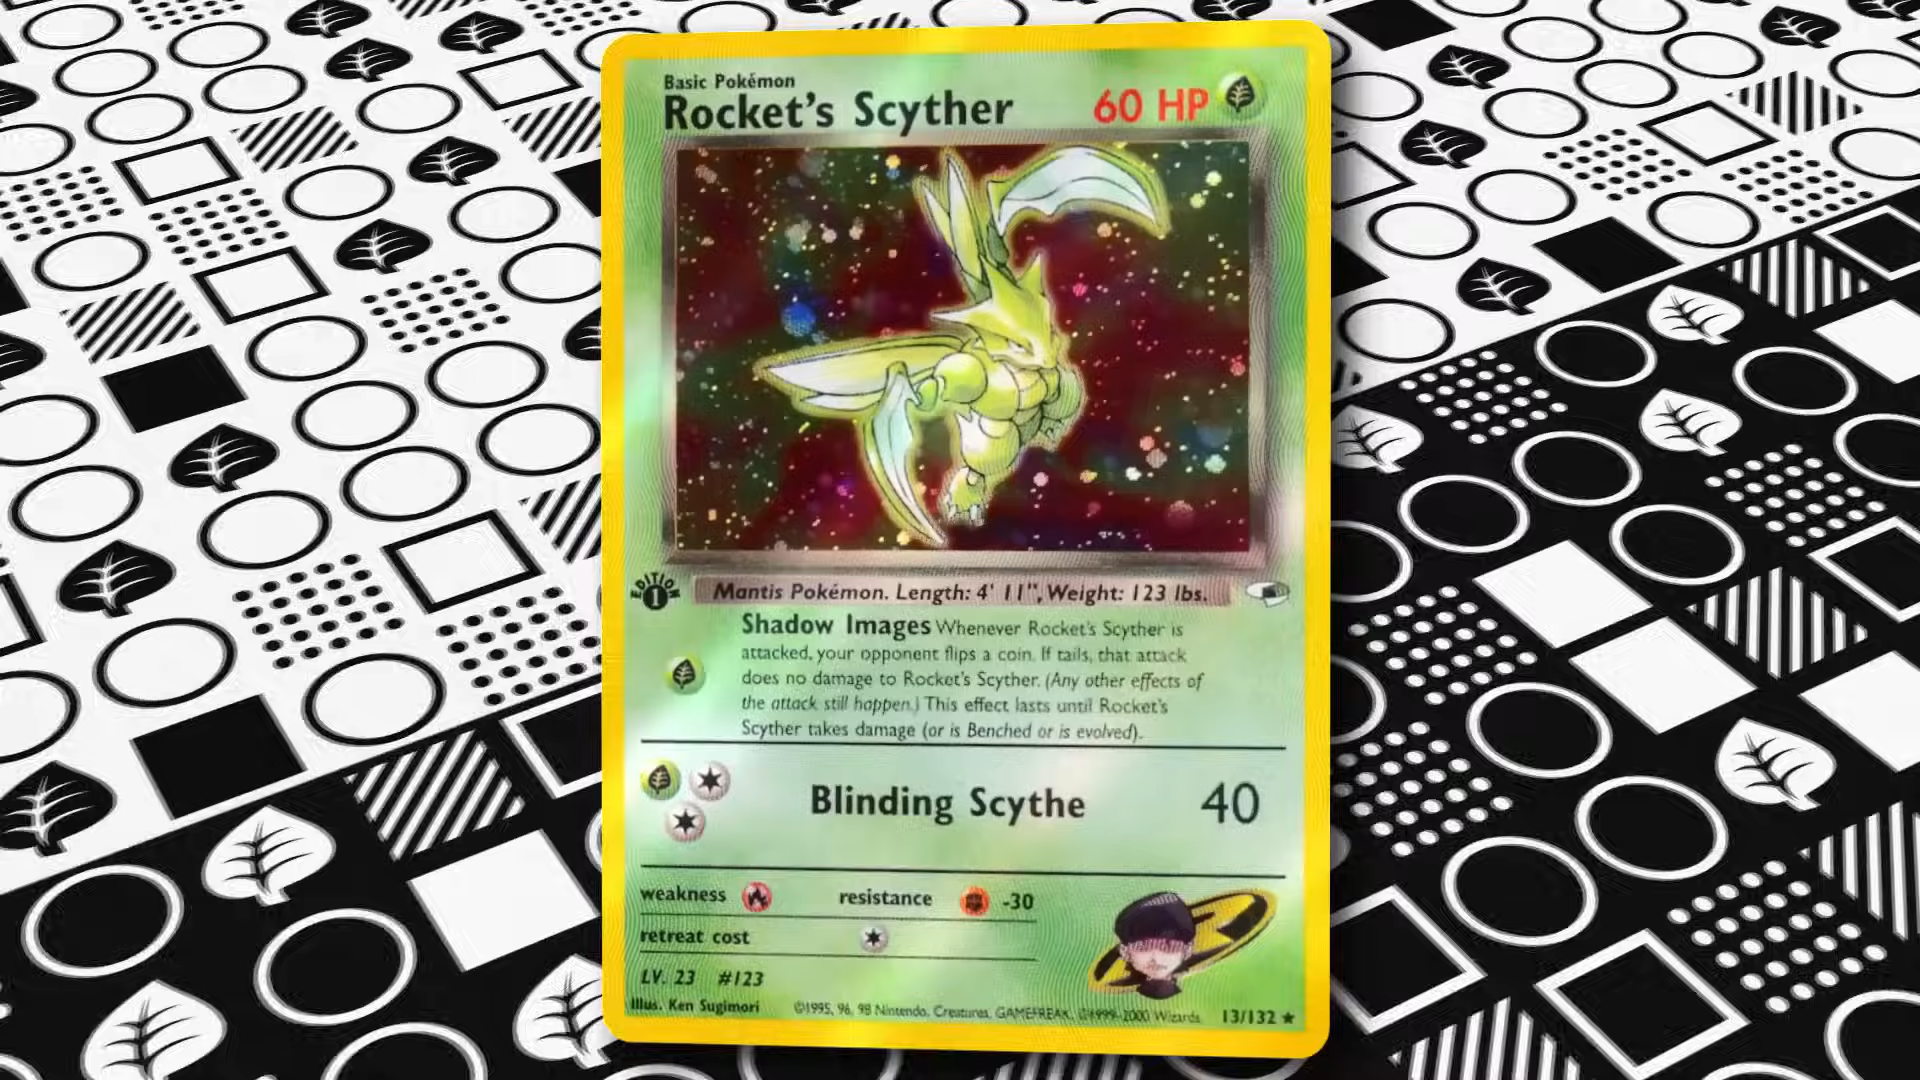 Basic Pokémon
Rocket's Scyther 60 HP
EDITION
1
Mantis Pokémon. Length: 4' 11", Weight: 123 lbs.
Shadow Images Whenever Rocket's Scyther is
attacked, your opponent flips a coin. If tails, that attack
does no damage to Rocket's Scyther. (Any other effects of
the attack still happen.) This effect lasts until Rocket's
Scyther takes damage (or is Benched or is evolved).
Blinding Scythe 40
weakness resistance -30
retreat cost
LV. 23 #123
Illus. Ken Sugimori ©1995, 96, 98 Nintendo, Creatures, GAMEFREAK. ©1999-2000 Wizards. 13/132 ★